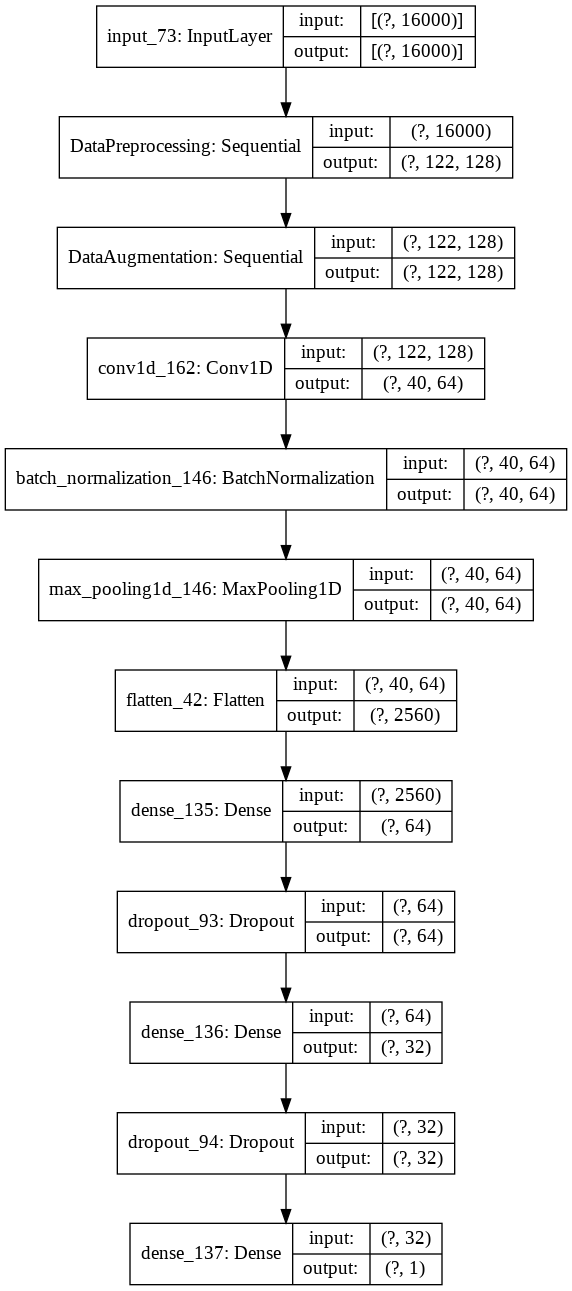 input_73: InputLayer
input: [(?, 16000)]
output: [(?, 16000)]
DataPreprocessing: Sequential
input: (?, 16000)
output: (?, 122, 128)
DataAugmentation: Sequential
input: (?, 122, 128)
output: (?, 122, 128)
conv1d_162: Conv1D
input: (?, 122, 128)
output: (?, 40, 64)
batch_normalization_146: BatchNormalization
input: (?, 40, 64)
output: (?, 40, 64)
max_pooling1d_146: MaxPooling1D
input: (?, 40, 64)
output: (?, 40, 64)
flatten_42: Flatten
input: (?, 40, 64)
output: (?, 2560)
dense_135: Dense
input: (?, 2560)
output: (?, 64)
dropout_93: Dropout
input: (?, 64)
output: (?, 64)
dense_136: Dense
input: (?, 64)
output: (?, 32)
dropout_94: Dropout
input: (?, 32)
output: (?, 32)
dense_137: Dense
input: (?, 32)
output: (?, 1)